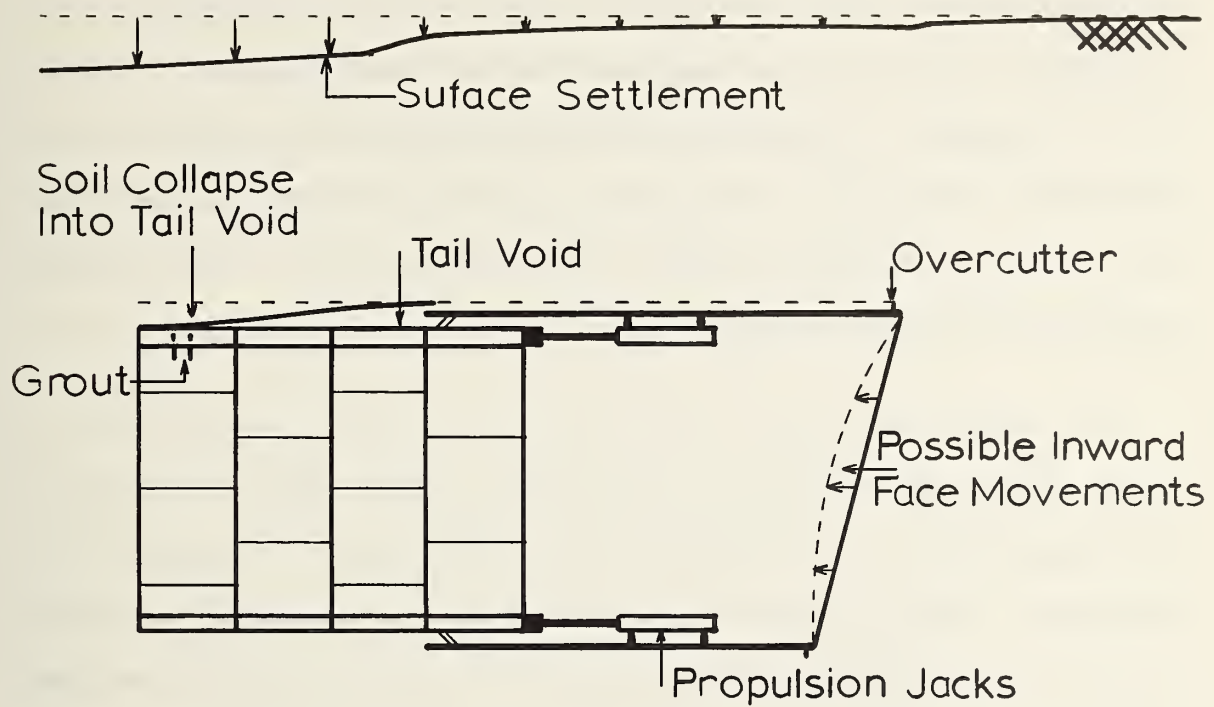 Suface Settlement
Soil Collapse
Into Tail Void
Tail Void
Overcutter
Grout
Possible Inward
Face Movements
Propulsion Jacks